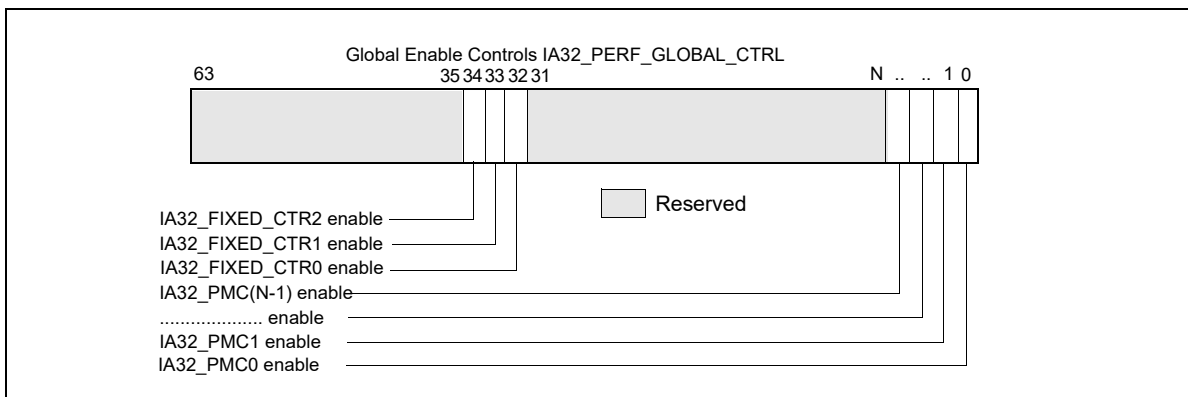 Global Enable Controls IA32_PERF_GLOBAL_CTRL
63 35 34 33 32 31 N .. .. 1 0
Reserved
IA32_FIXED_CTR2 enable
IA32_FIXED_CTR1 enable
IA32_FIXED_CTR0 enable
IA32_PMC(N-1) enable
.................... enable
IA32_PMC1 enable
IA32_PMC0 enable